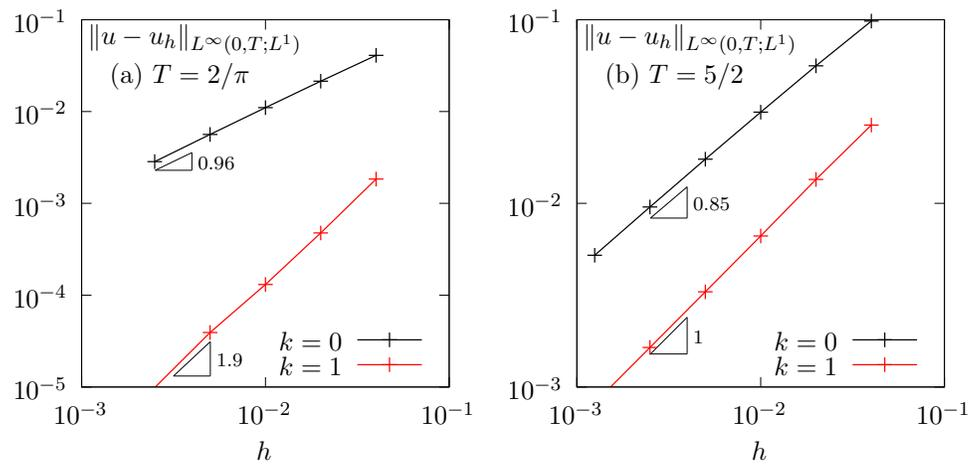 10⁻¹
10⁻²
10⁻³
10⁻⁴
10⁻⁵
‖u − u_h‖_{L^∞(0,T;L¹)}
(a) T = 2/π
0.96
1.9
k = 0
k = 1
10⁻³
10⁻²
10⁻¹
h
10⁻¹
10⁻²
10⁻³
‖u − u_h‖_{L^∞(0,T;L¹)}
(b) T = 5/2
0.85
1
k = 0
k = 1
10⁻³
10⁻²
10⁻¹
h